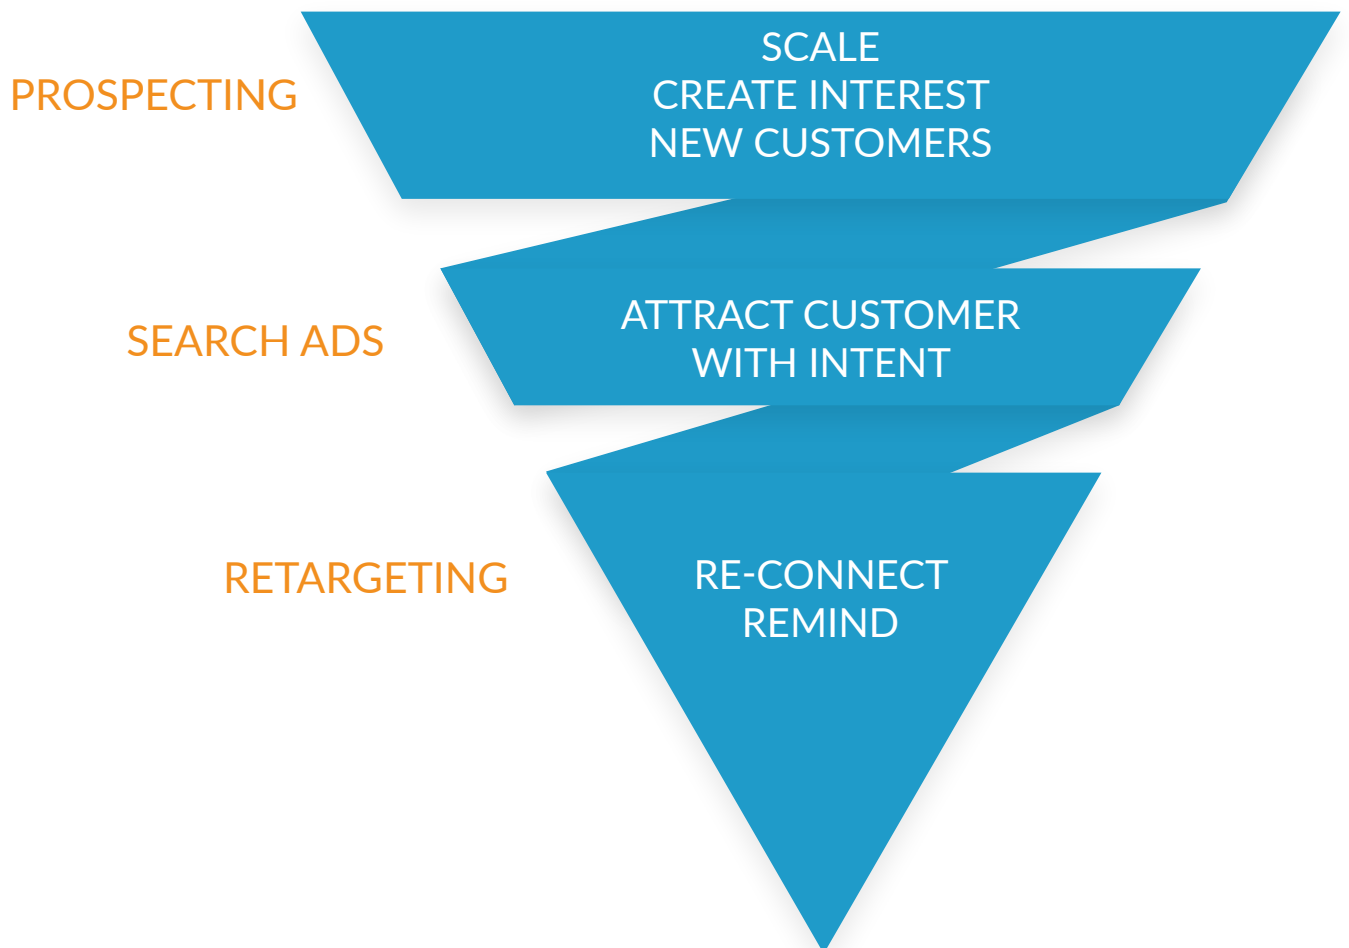 PROSPECTING
SCALE
CREATE INTEREST
NEW CUSTOMERS
SEARCH ADS
ATTRACT CUSTOMER
WITH INTENT
RETARGETING
RE-CONNECT
REMIND